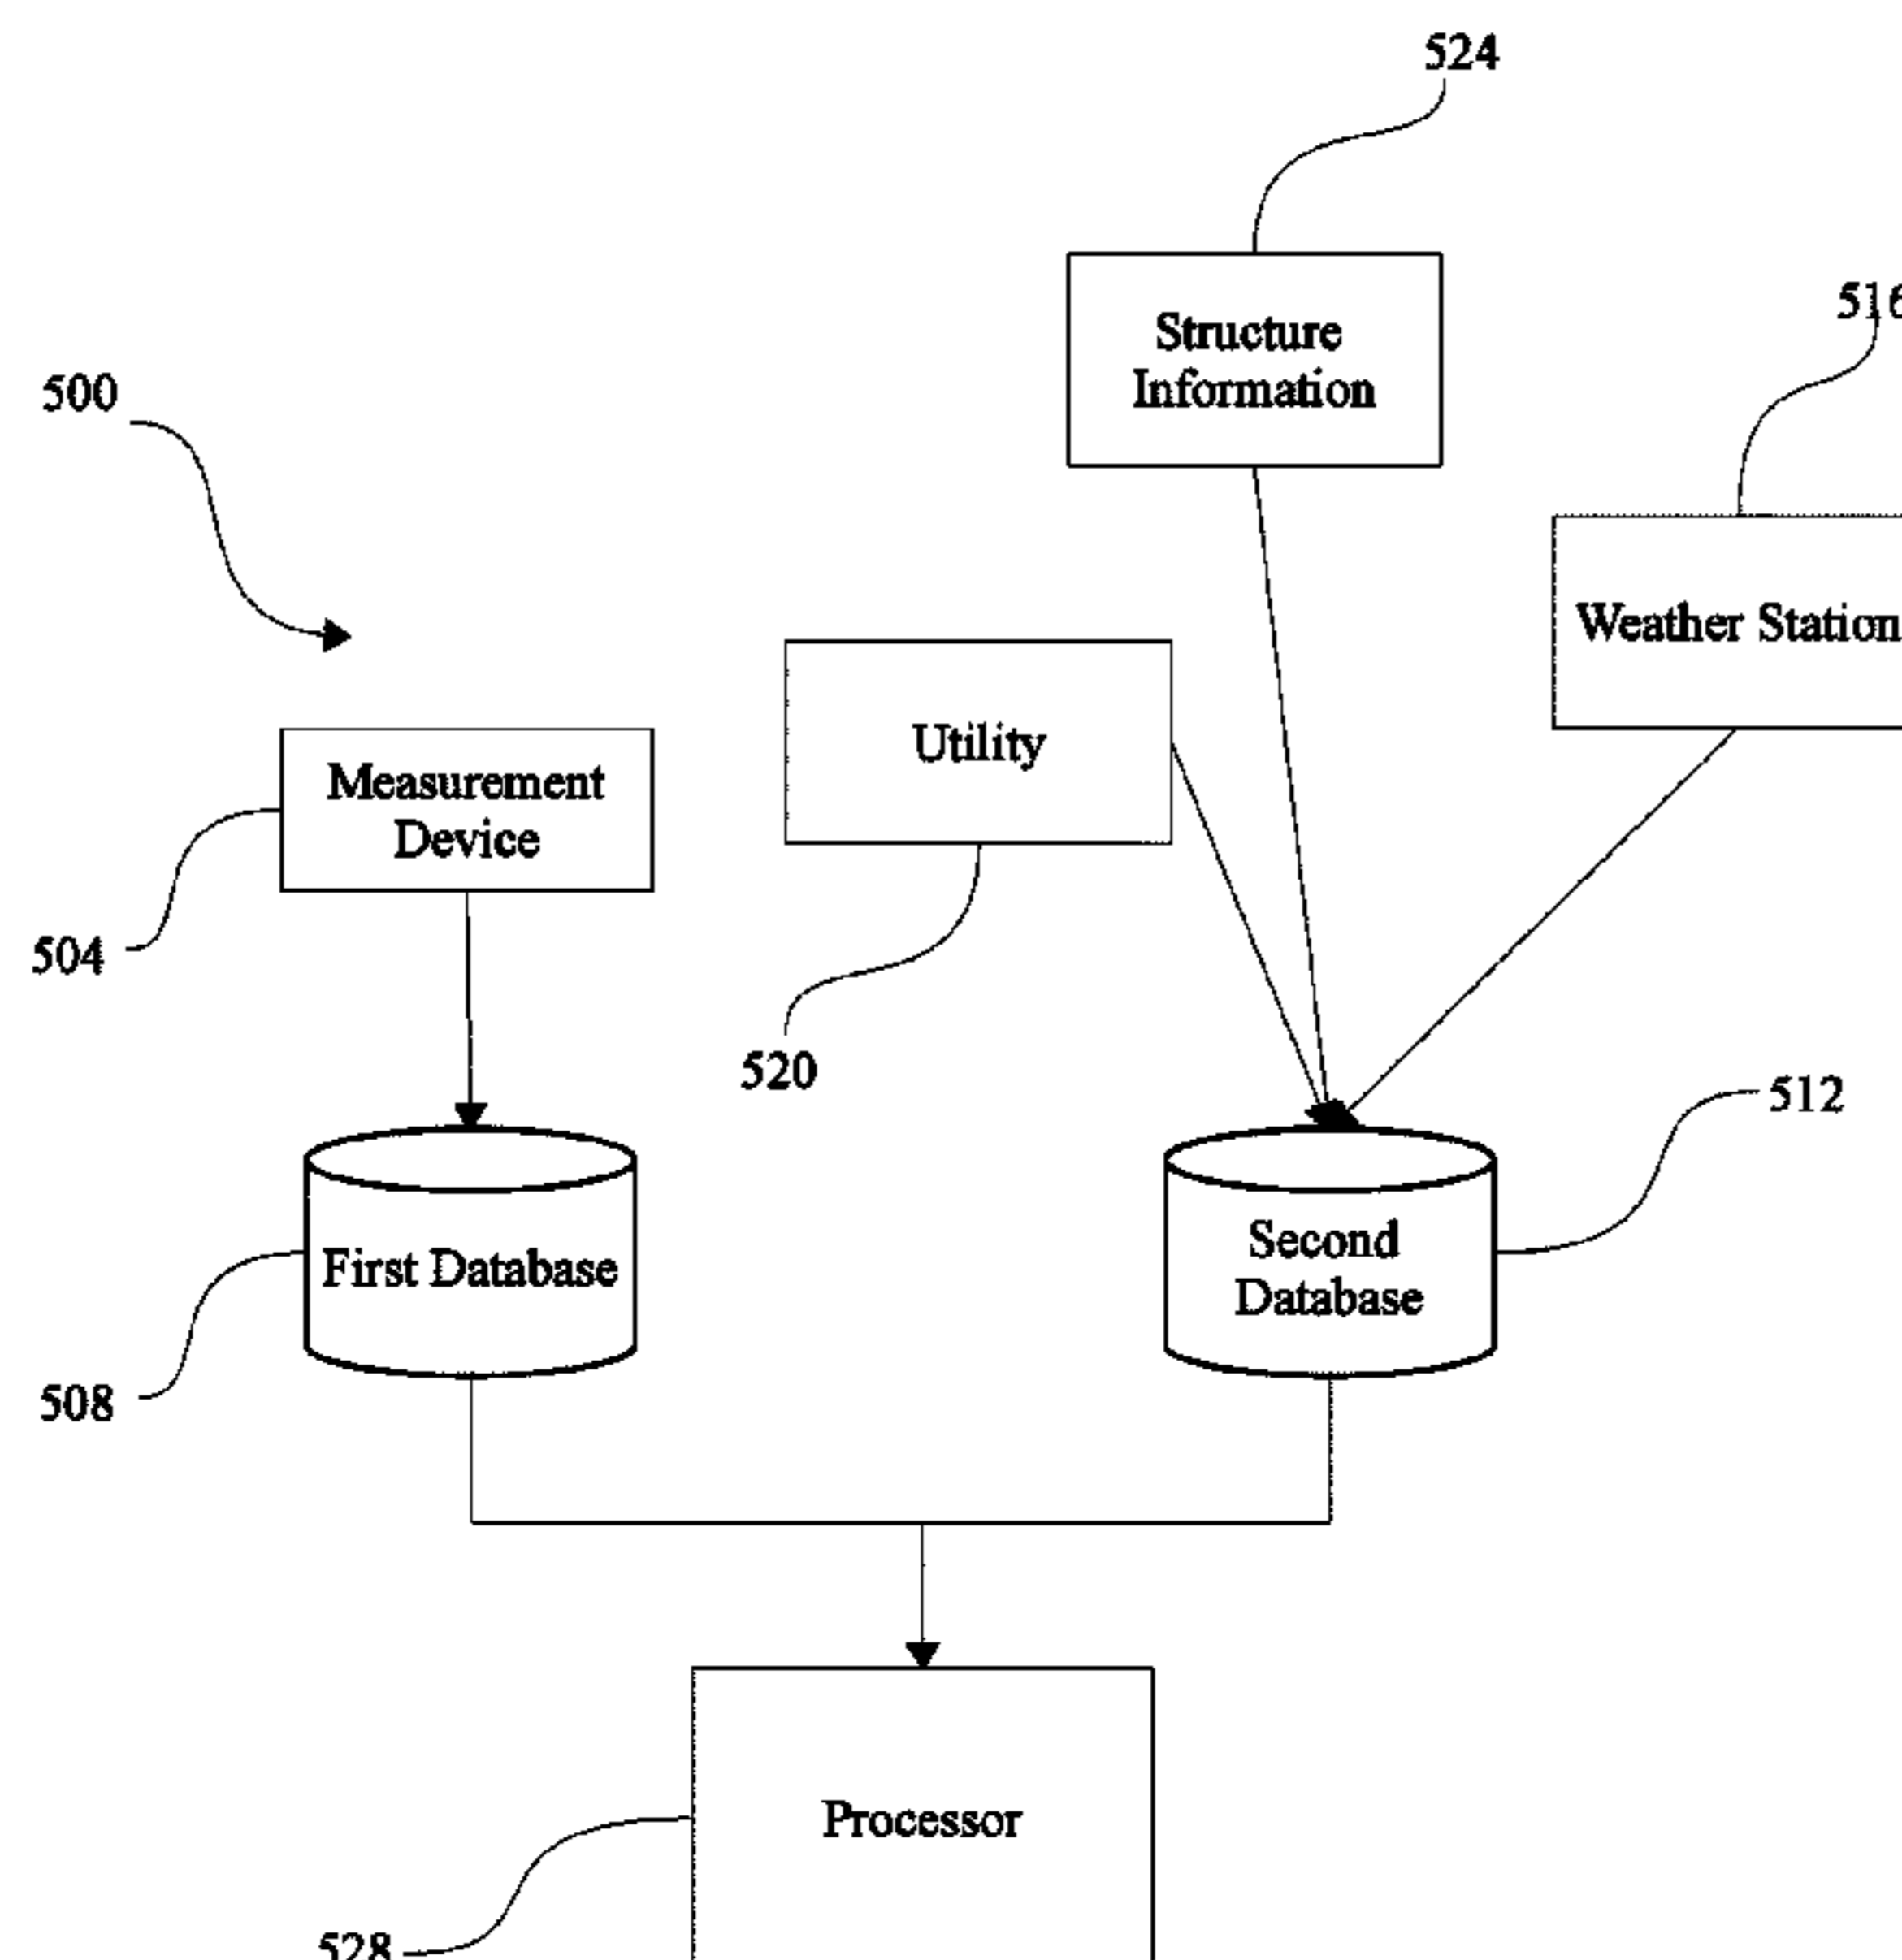 524
Structure
Information
516
500
Weather Station
Utility
Measurement
Device
504
520
512
First Database
Second
Database
508
Processor
528